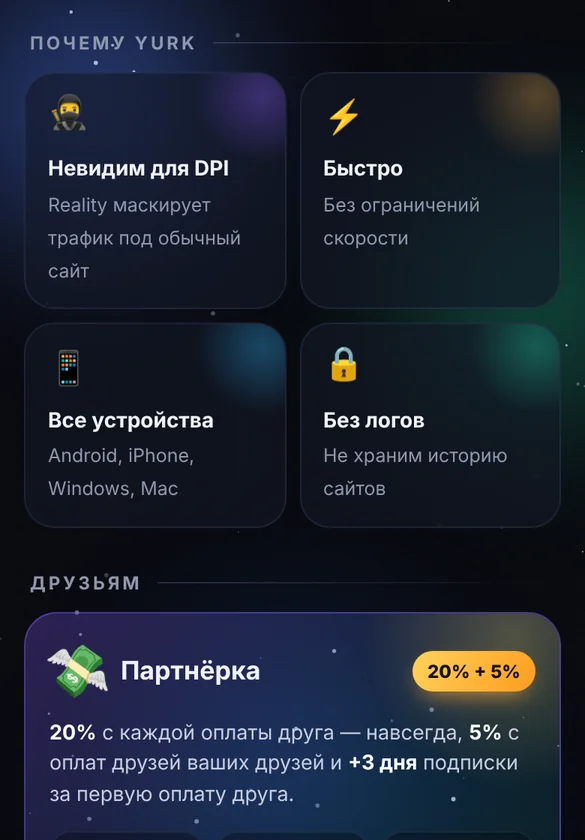 ПОЧЕМУ YURK
Невидим для DPI
Reality маскирует
трафик под обычный
сайт
Быстро
Без ограничений
скорости
Все устройства
Android, iPhone,
Windows, Mac
Без логов
Не храним историю
сайтов
ДРУЗЬЯМ
Партнёрка
20% + 5%
20% с каждой оплаты друга — навсегда, 5% с
оплат друзей ваших друзей и +3 дня подписки
за первую оплату друга.